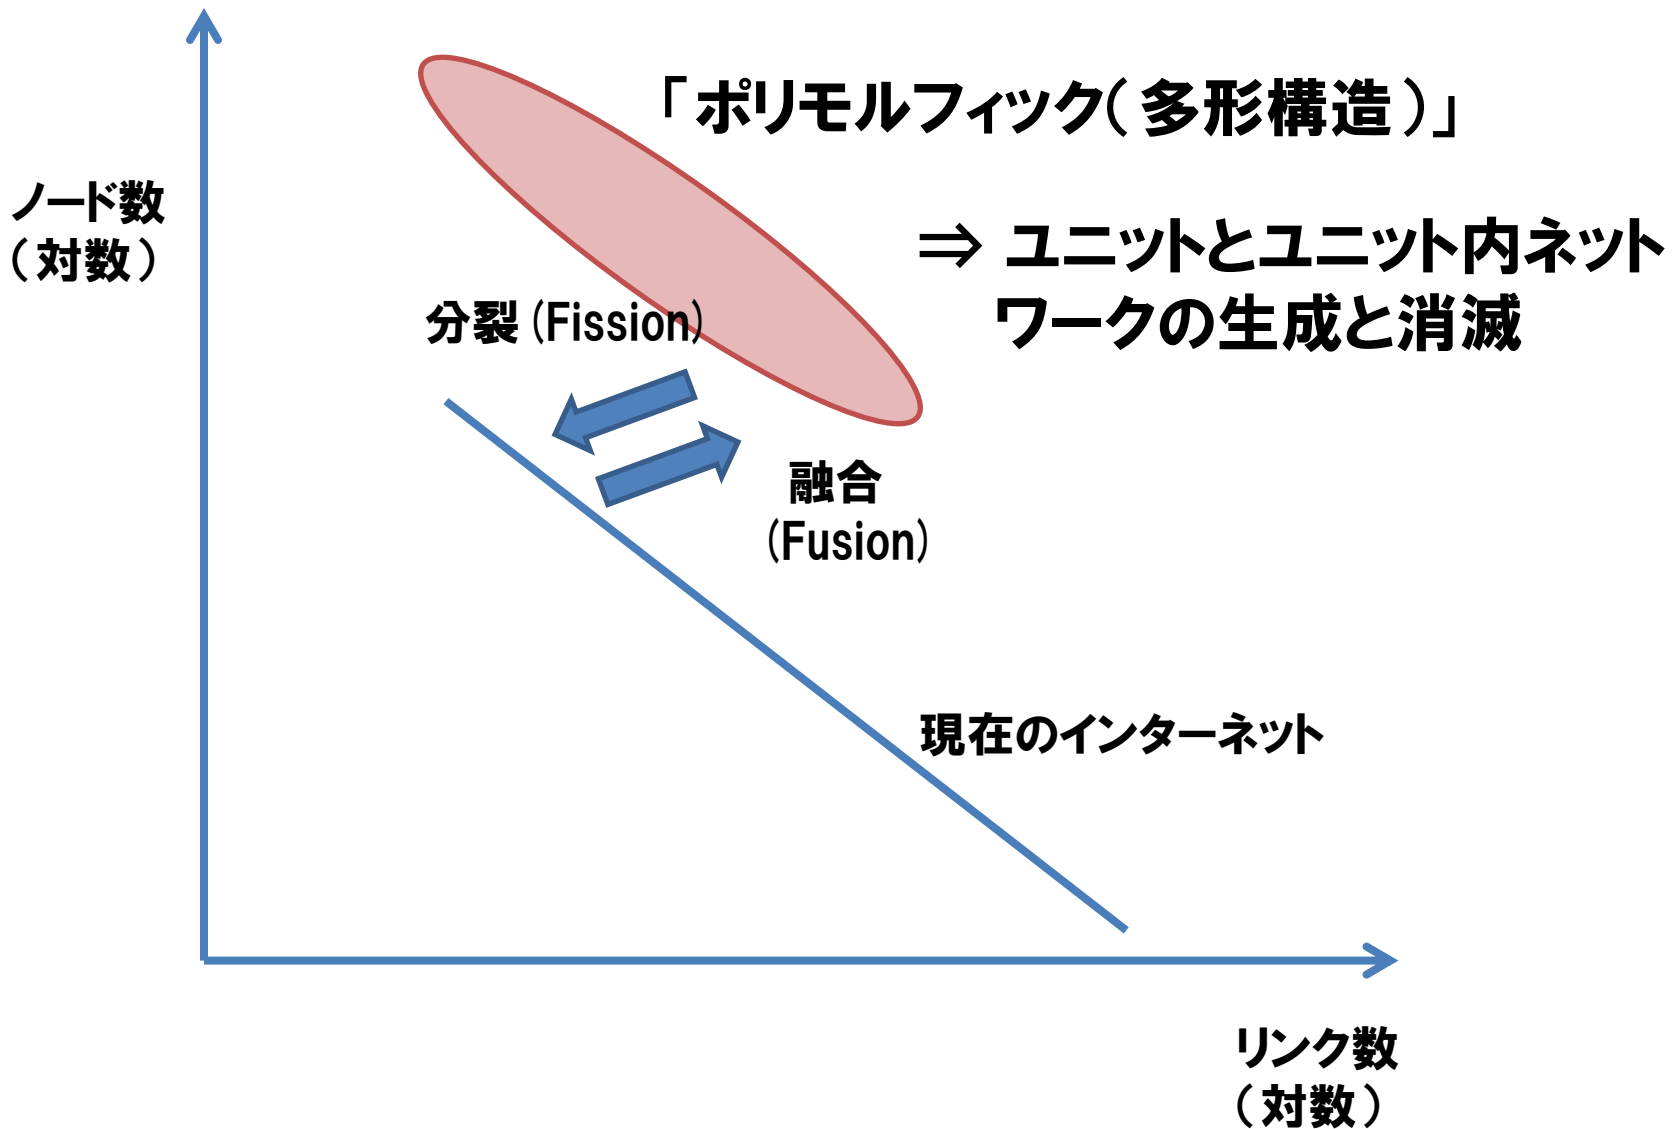 「ポリモルフィック(多形構造)」
ノード数
(対数)
⇒ ユニットとユニット内ネット
ワークの生成と消滅
分裂(Fission)
融合
(Fusion)
現在のインターネット
リンク数
(対数)